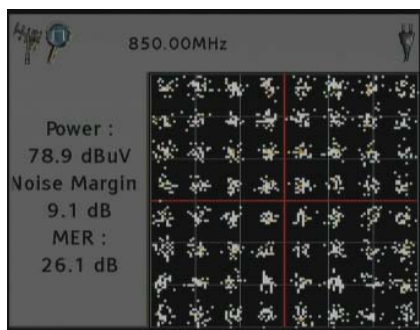 850.00MHz
Power :
78.9 dBuV
Noise Margin
9.1 dB
MER :
26.1 dB